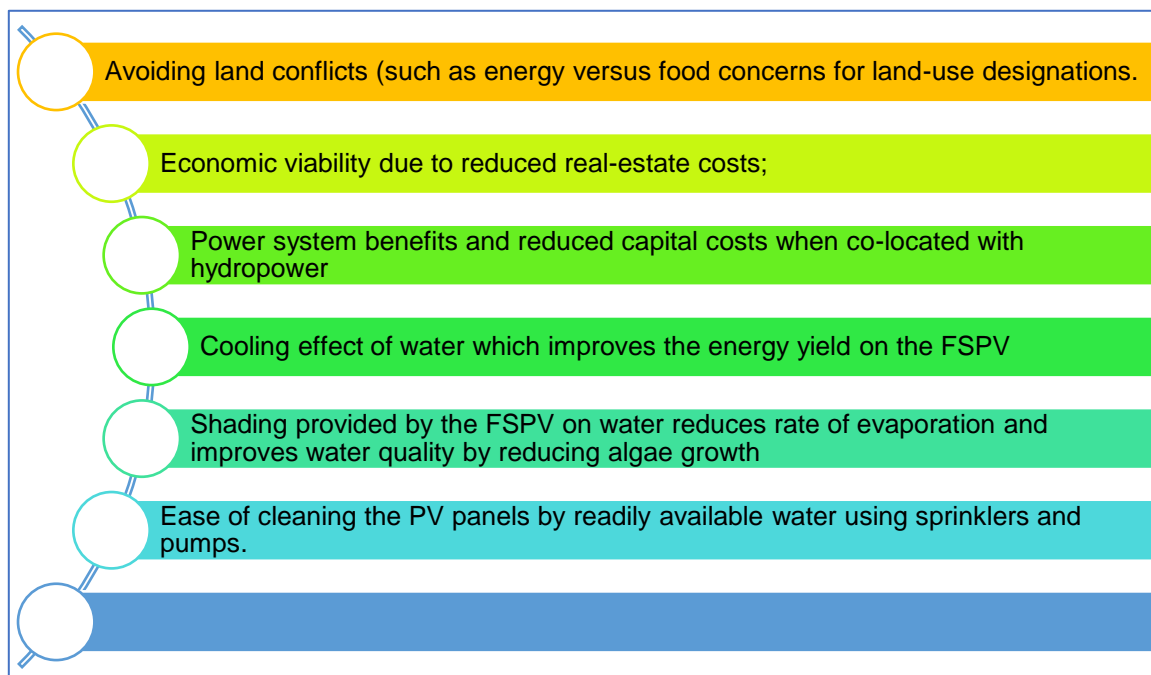 Avoiding land conflicts (such as energy versus food concerns for land-use designations.
Economic viability due to reduced real-estate costs;
Power system benefits and reduced capital costs when co-located with
hydropower
Cooling effect of water which improves the energy yield on the FSPV
Shading provided by the FSPV on water reduces rate of evaporation and
improves water quality by reducing algae growth
Ease of cleaning the PV panels by readily available water using sprinklers and
pumps.